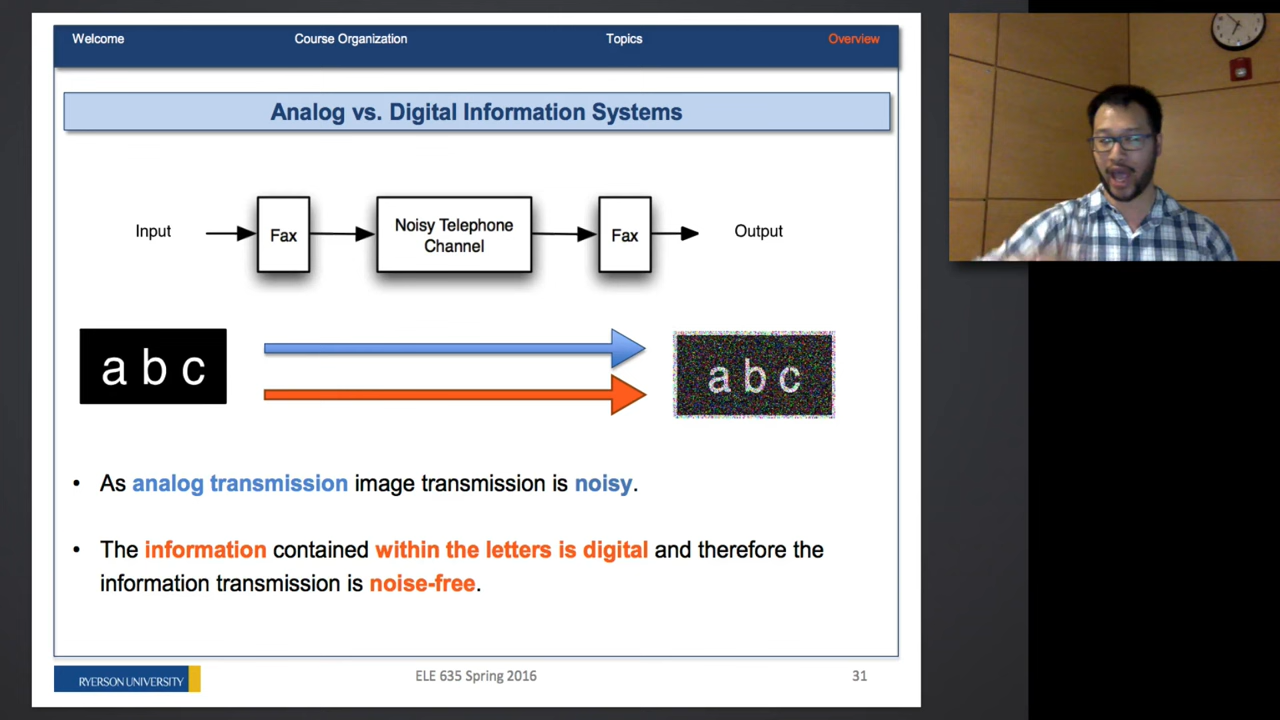 Welcome Course Organization Topics Overview
Analog vs. Digital Information Systems
Input
Fax
Noisy Telephone
Channel
Fax
Output
a b c
a b c
• As analog transmission image transmission is noisy.
• The information contained within the letters is digital and therefore the
information transmission is noise-free.
RYERSON UNIVERSITY
ELE 635 Spring 2016
31